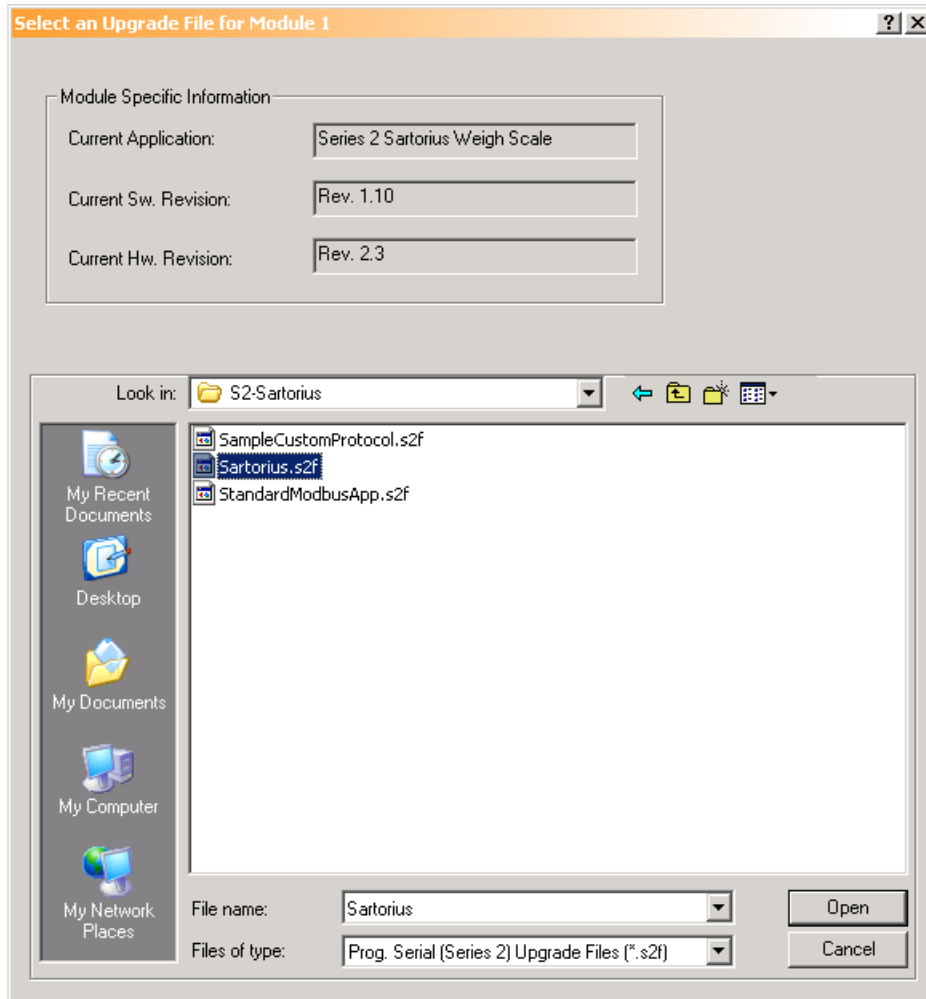 Select an Upgrade File for Module 1
Module Specific Information
Current Application: Series 2 Sartorius Weigh Scale
Current Sw. Revision: Rev. 1.10
Current Hw. Revision: Rev. 2.3
Look in: S2-Sartorius
My Recent
Documents
Desktop
My Documents
My Computer
My Network
Places
SampleCustomProtocol.s2f
Sartorius.s2f
StandardModbusApp.s2f
File name: Sartorius Open
Files of type: Prog. Serial (Series 2) Upgrade Files (*.s2f) Cancel